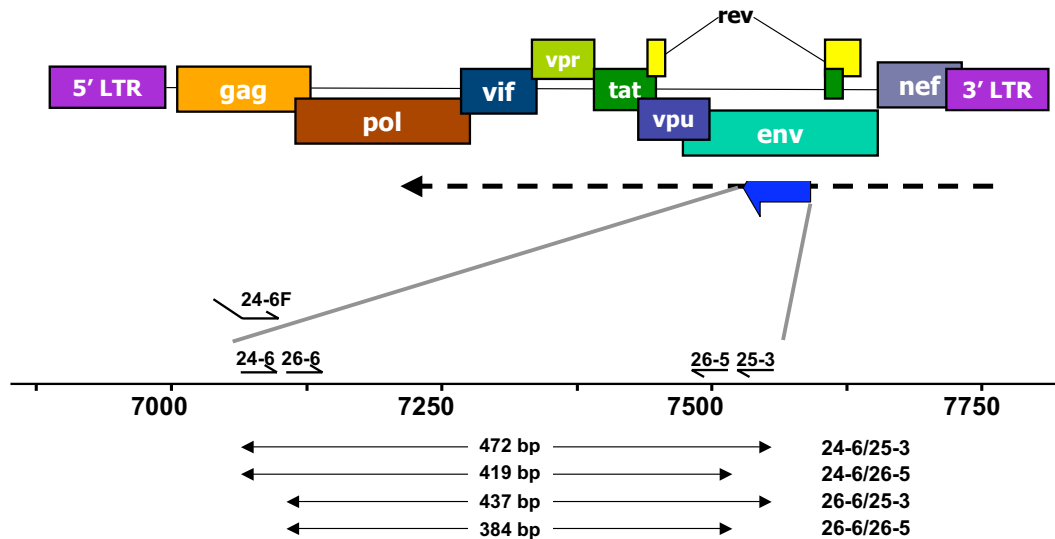 rev
5’ LTR
gag
pol
vif
vpr
tat
vpu
env
nef
3’ LTR
24-6F
24-6 26-6 26-5 25-3
7000 7250 7500 7750
472 bp 24-6/25-3
419 bp 24-6/26-5
437 bp 26-6/25-3
384 bp 26-6/26-5